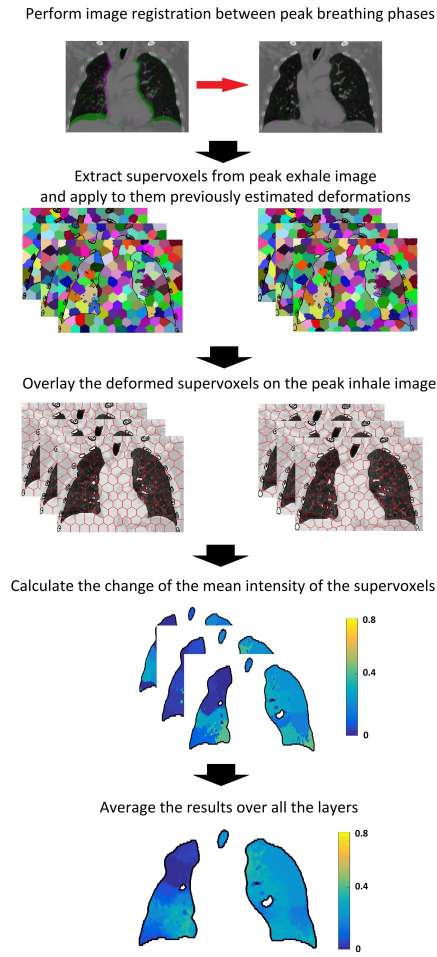 Perform image registration between peak breathing phases
Extract supervoxels from peak exhale image
and apply to them previously estimated deformations
Overlay the deformed supervoxels on the peak inhale image
Calculate the change of the mean intensity of the supervoxels
0.8
0.4
0
Average the results over all the layers
0.8
0.4
0